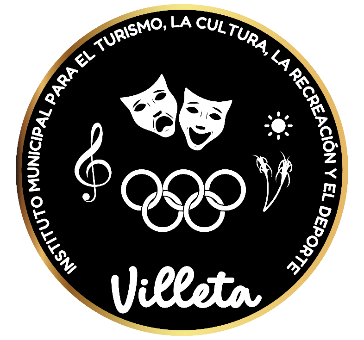 INSTITUTO MUNICIPAL PARA EL TURISMO, LA CULTURA, LA RECREACIÓN Y EL DEPORTE
Villeta